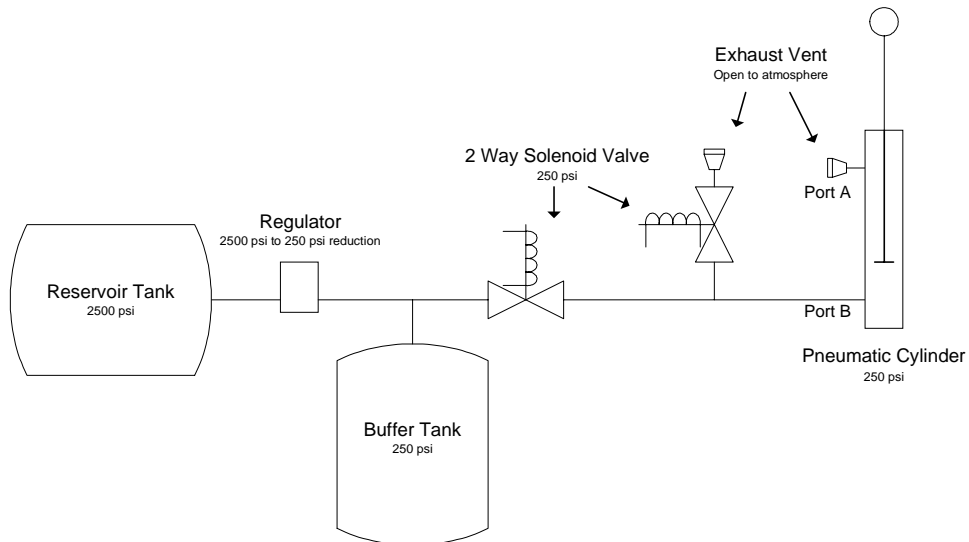 Exhaust Vent
Open to atmosphere
2 Way Solenoid Valve
250 psi
Port A
Regulator
2500 psi to 250 psi reduction
Reservoir Tank
2500 psi
Port B
Pneumatic Cylinder
250 psi
Buffer Tank
250 psi